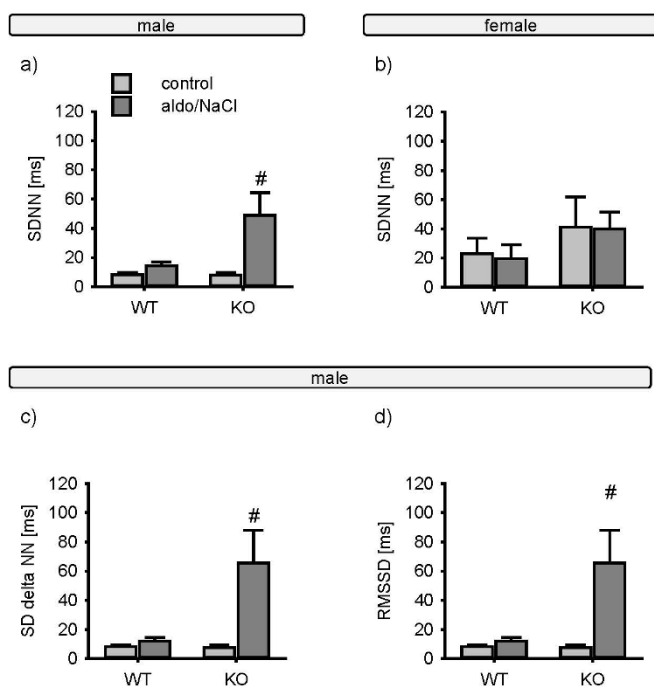 male
female
a)
b)
control
aldo/NaCl
120
100
80
60
40
20
0
SDNN [ms]
#
WT
KO
120
100
80
60
40
20
0
SDNN [ms]
WT
KO
male
c)
d)
120
100
80
60
40
20
0
SD delta NN [ms]
#
WT
KO
120
100
80
60
40
20
0
RMSSD [ms]
#
WT
KO